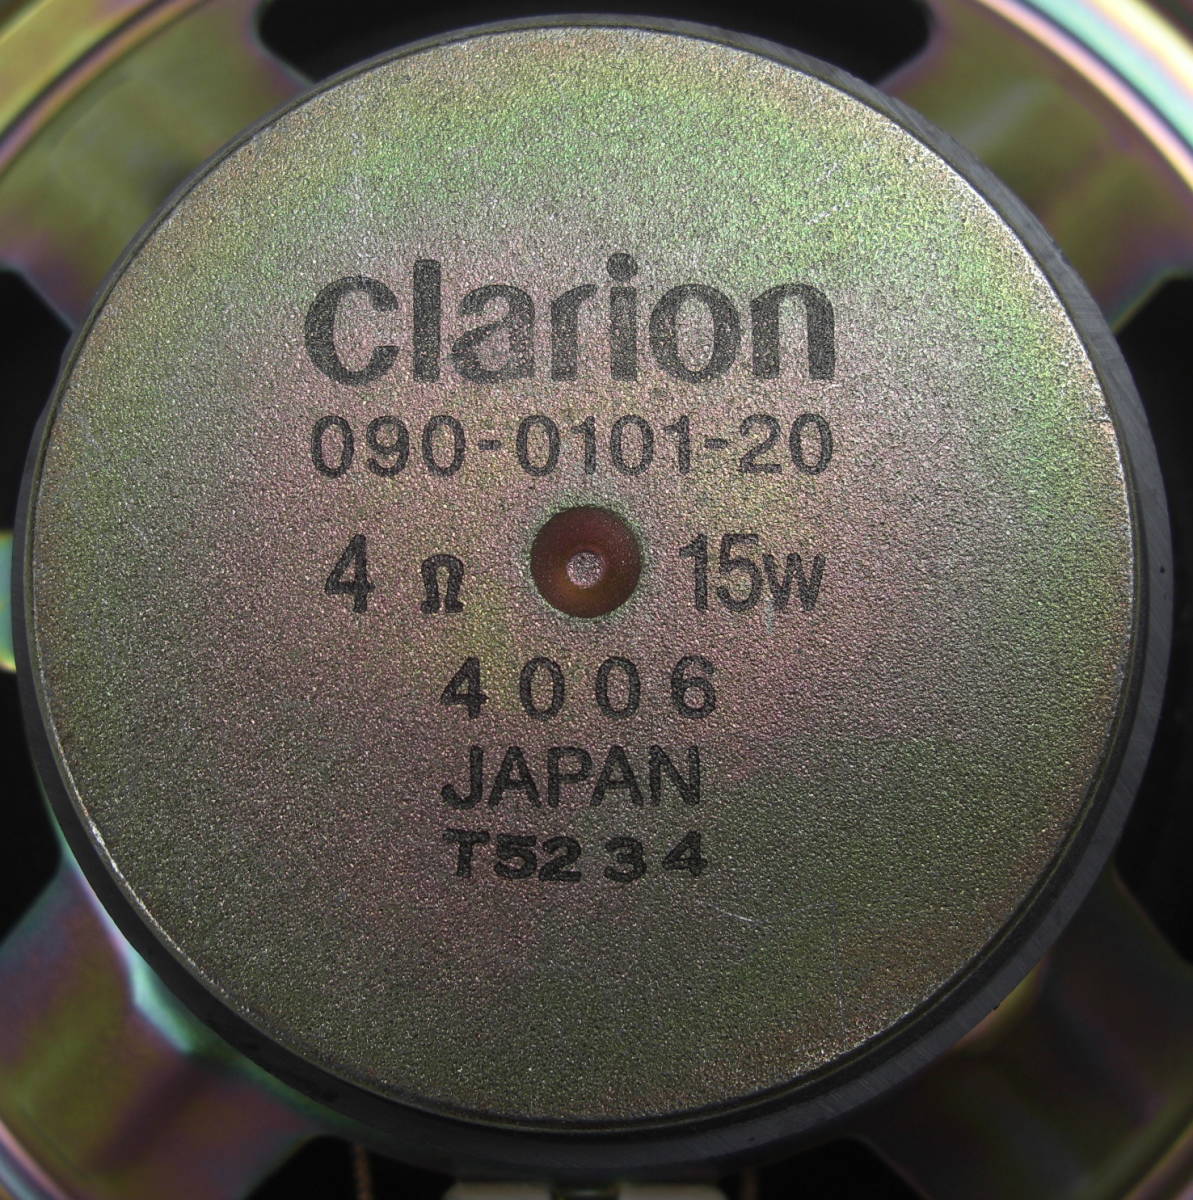 clarion
090-0101-20
4 Ω 15W
4006
JAPAN
T5234